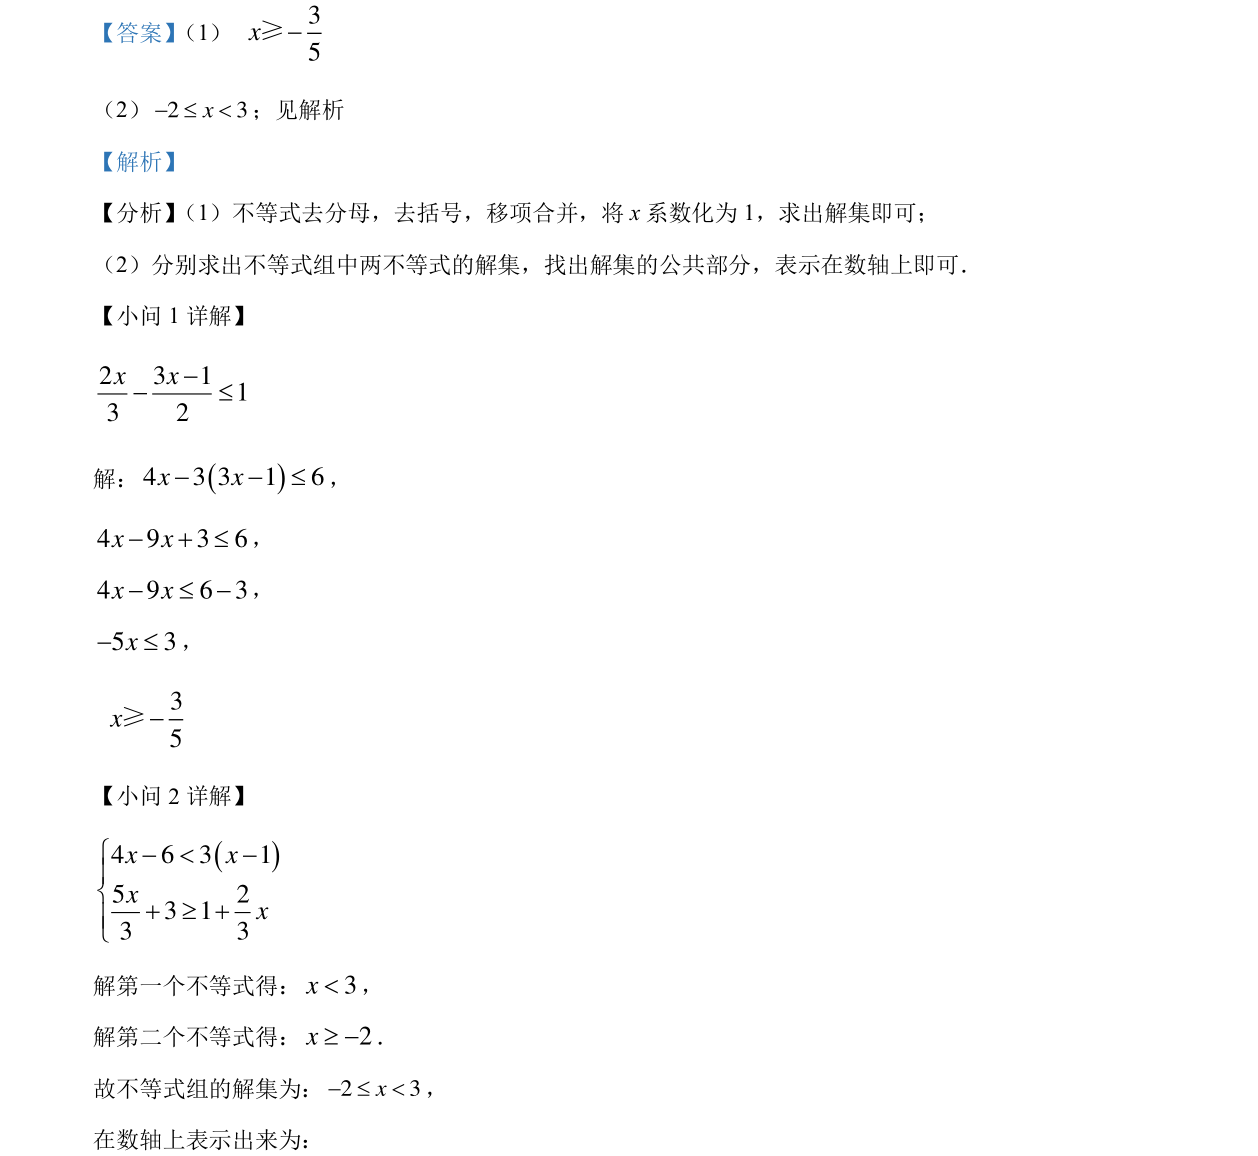 【答案】（1） x≥-3/5
（2）-2≤x<3；见解析
【解析】
【分析】（1）不等式去分母，去括号，移项合并，将 x 系数化为 1，求出解集即可；
（2）分别求出不等式组中两不等式的解集，找出解集的公共部分，表示在数轴上即可．
【小问 1 详解】
2x/3-(3x-1)/2≤1
解：4x-3(3x-1)≤6，
4x-9x+3≤6，
4x-9x≤6-3，
-5x≤3，
x≥-3/5
【小问 2 详解】
{4x-6<3(x-1)
5x/3+3≥1+2/3x
解第一个不等式得：x<3，
解第二个不等式得：x≥-2．
故不等式组的解集为：-2≤x<3，
在数轴上表示出来为：